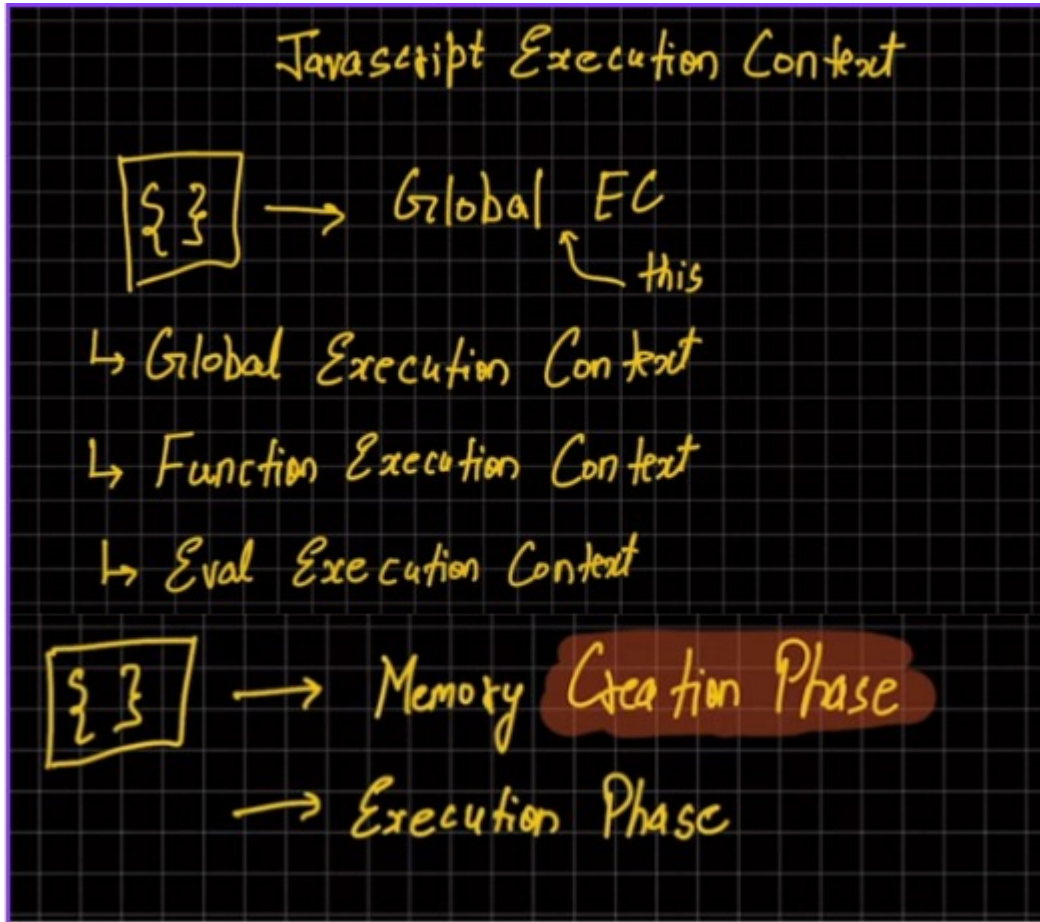 Javascript Execution Context
{ } → Global EC
this
↳ Global Execution Context
↳ Function Execution Context
↳ Eval Execution Context
{ } → Memory Creation Phase
→ Execution Phase